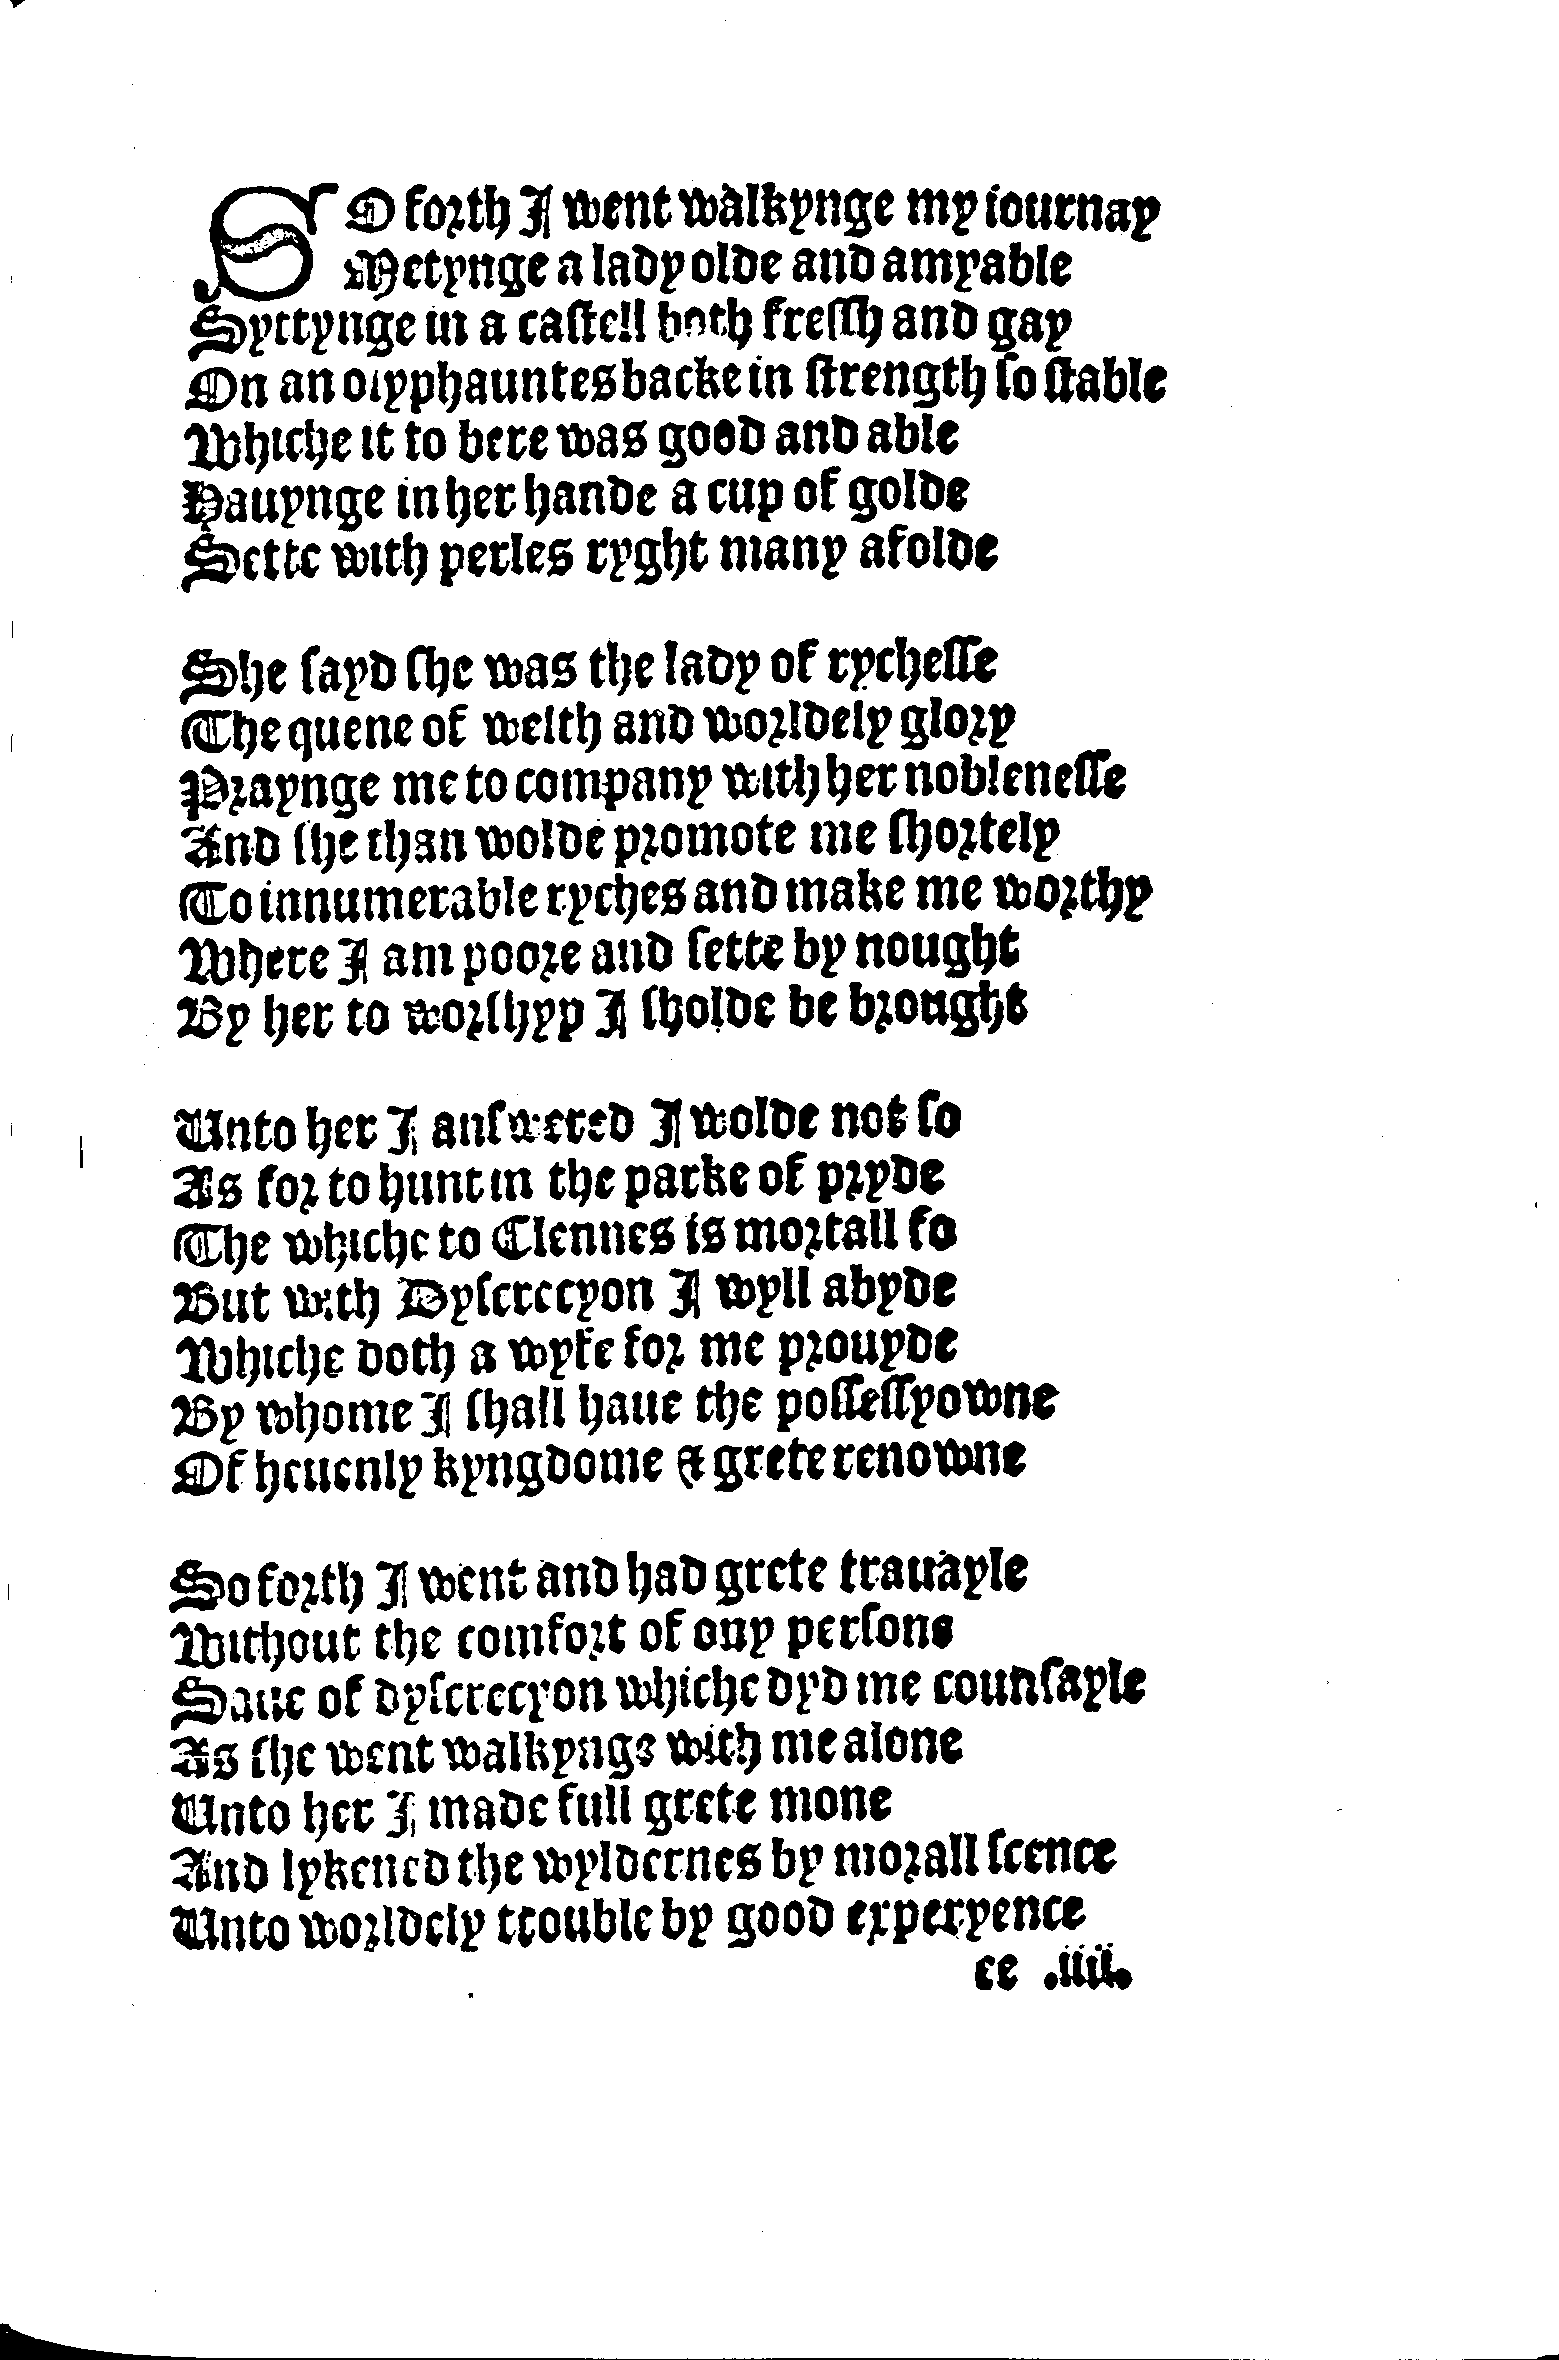 SO forth I went walkynge my iournay
Metynge a lady olde and amyable
Syttynge in a castell both fressh and gay
On an olyphauntes backe in strength so stable
Whiche it to bere was good and able
Hauynge in her hande a cup of golde
Sette with perles ryght many afolde
She sayd she was the lady of rychesse
The quene of welth and worldely glory
Praynge me to company with her noblenesse
And she than wolde promote me shortely
To innumerable ryches and make me worthy
Where I am poore and sette by nought
By her to worshyp I sholde be brought
Unto her I answered I wolde not so
As for to hunt in the parke of pryde
The whiche to Clennes is mortall fo
But with Dyscrecyon I wyll abyde
Whiche doth a wyfe for me prouyde
By whome I shall haue the possessyowne
Of heuenly kyngdome & grete renowne
So forth I went and had grete trauayle
Without the comfort of ony persone
Saue of dyscrecyon whiche dyd me counsayle
As she went walkynge with me alone
Unto her I made full grete mone
And lykened the wyldernes by morall scence
Unto worldely trouble by good experyence
cc .iiii.